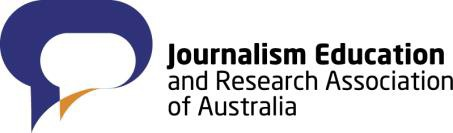 Journalism Education
and Research Association
of Australia